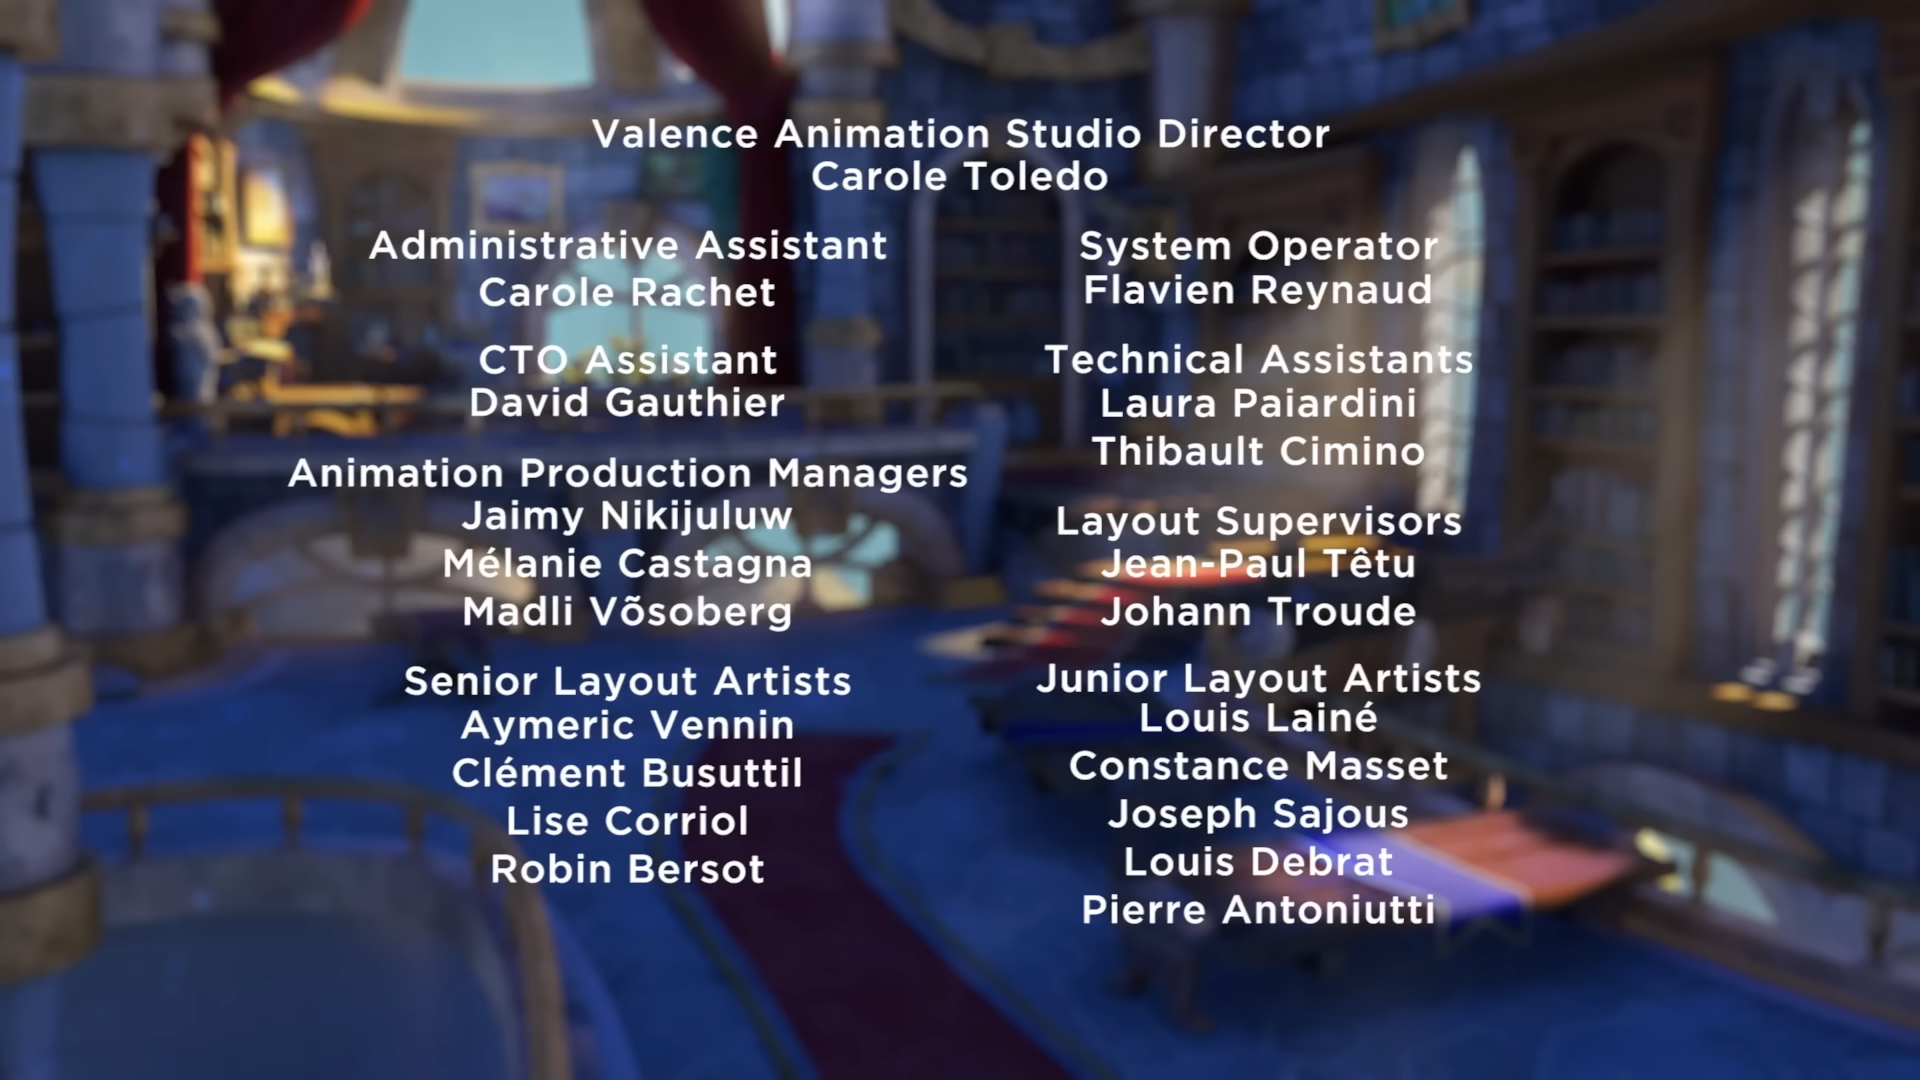 Valence Animation Studio Director
Carole Toledo
Administrative Assistant
Carole Rachet
CTO Assistant
David Gauthier
Animation Production Managers
Jaimy Nikijuluw
Mélanie Castagna
Madli Võsoberg
Senior Layout Artists
Aymeric Vennin
Clément Busuttil
Lise Corriol
Robin Bersot
System Operator
Flavien Reynaud
Technical Assistants
Laura Paiardini
Thibault Cimino
Layout Supervisors
Jean-Paul Têtu
Johann Troude
Junior Layout Artists
Louis Lainé
Constance Masset
Joseph Sajous
Louis Debrat
Pierre Antoniutti